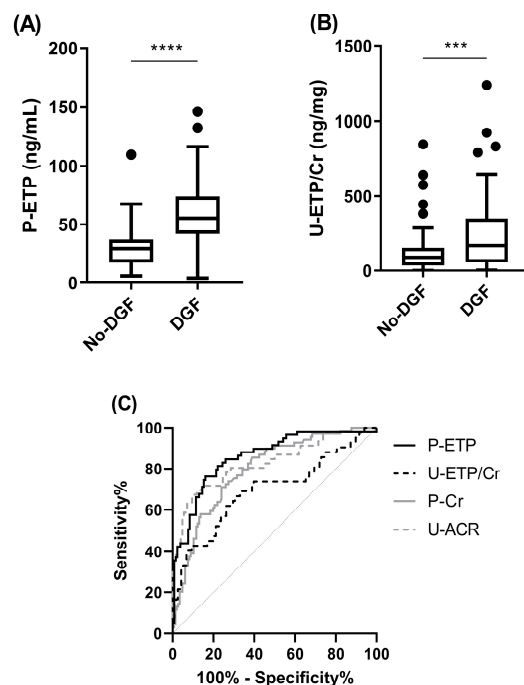 (A)
****
P-ETP (ng/mL)
200
150
100
50
0
No-DGF
DGF
(B)
***
U-ETP/Cr (ng/mg)
1500
1000
500
0
No-DGF
DGF
(C)
Sensitivity%
100
80
60
40
20
0
0 20 40 60 80 100
100% - Specificity%
P-ETP
U-ETP/Cr
P-Cr
U-ACR